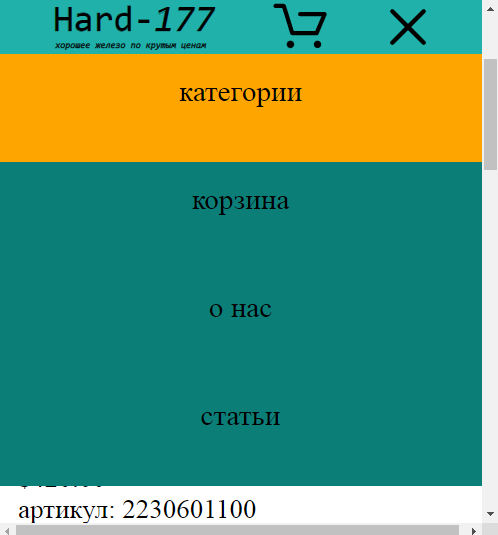 Hard-177
хорошее железо по крутым ценам
категории
корзина
о нас
статьи
артикул: 2230601100